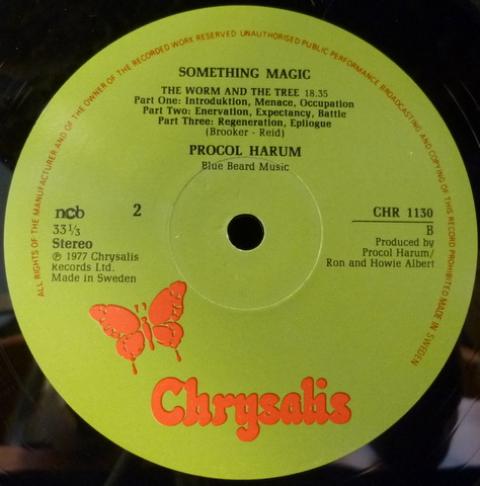 ALL RIGHTS OF THE MANUFACTURER AND OF THE OWNER OF THE RECORDED WORK RESERVED UNAUTHORISED PUBLIC PERFORMANCE BROADCASTING AND COPYING OF THIS RECORD PROHIBITED MADE IN SWEDEN
SOMETHING MAGIC
THE WORM AND THE TREE 18.35
Part One: Introduktion, Menace, Occupation
Part Two: Enervation, Expectancy, Battle
Part Three: Regeneration, Epliogue
(Brooker - Reid)
PROCOL HARUM
Blue Beard Music
ncb 2
33⅓
Stereo
℗ 1977 Chrysalis
Records Ltd.
Made in Sweden
CHR 1130
B
Produced by
Procol Harum/
Ron and Howie Albert
Chrysalis